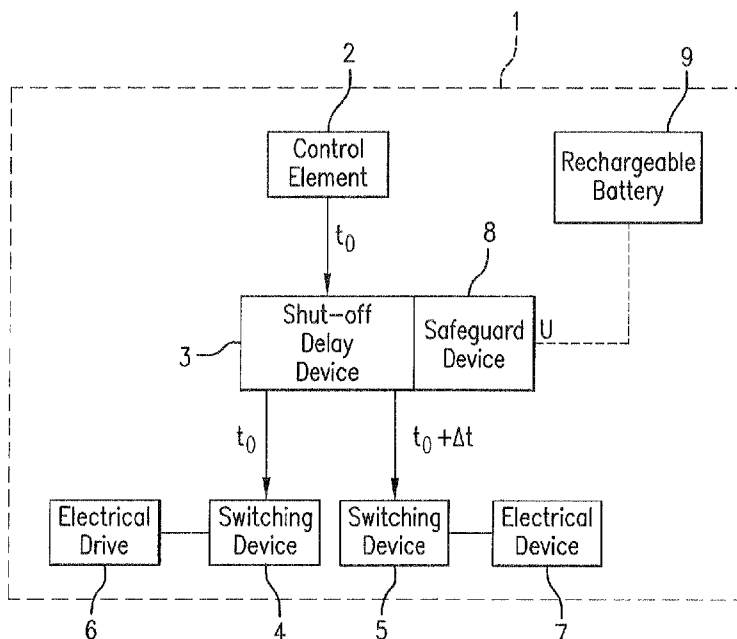 1
2
9
Control
Element
Rechargeable
Battery
t₀
8
Shut-off
Delay
Device
Safeguard
Device
U
3
t₀
t₀+Δt
Electrical
Drive
Switching
Device
Switching
Device
Electrical
Device
6
4
5
7